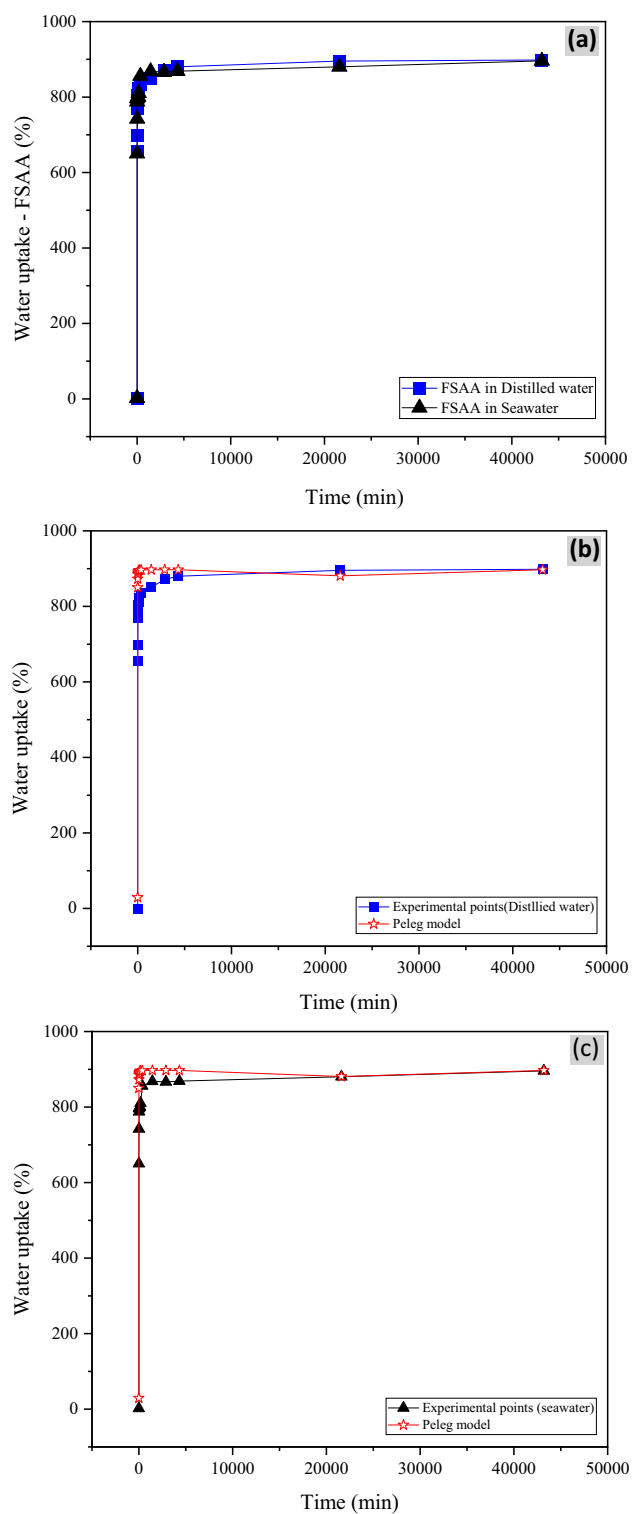 (a)
Water uptake - FSAA (%)
1000
800
600
400
200
0
FSAA in Distilled water
FSAA in Seawater
0 10000 20000 30000 40000 50000
Time (min)
(b)
Water uptake (%)
1000
800
600
400
200
0
Experimental points(Distllied water)
Peleg model
0 10000 20000 30000 40000 50000
Time (min)
(c)
Water uptake (%)
1000
800
600
400
200
0
Experimental points (seawater)
Peleg model
0 10000 20000 30000 40000 50000
Time (min)